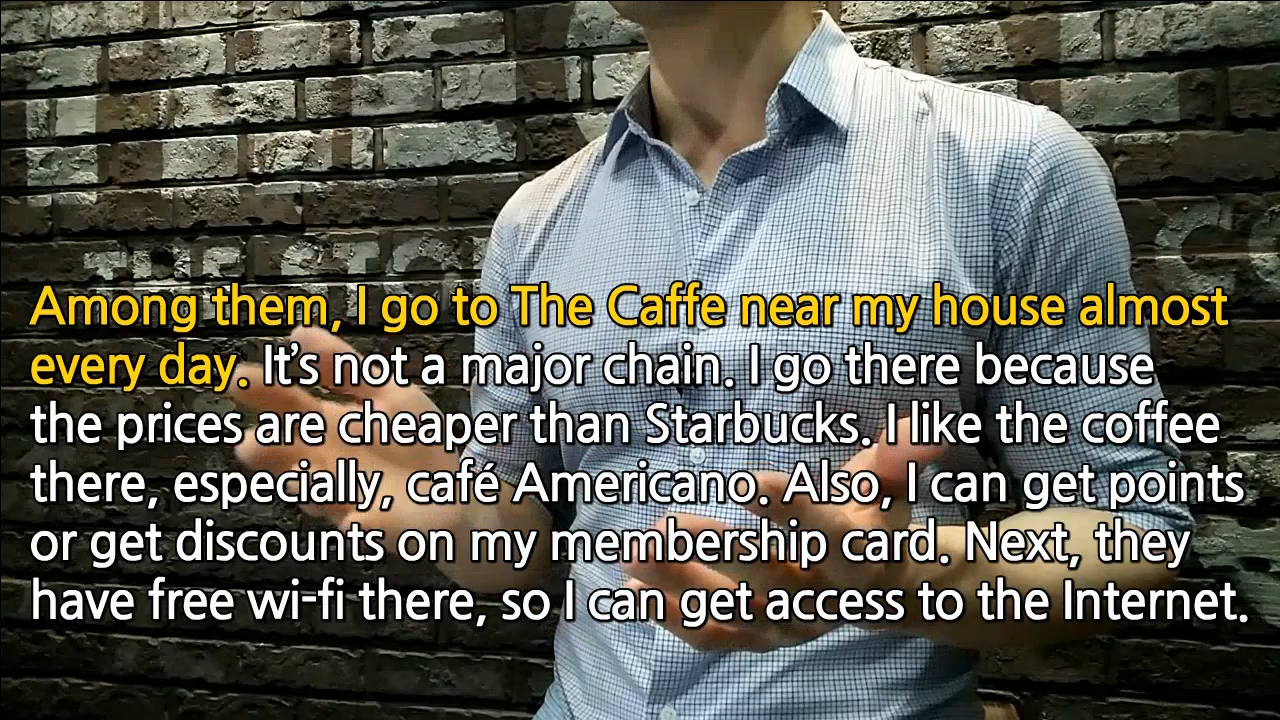 Among them, I go to The Caffe near my house almost
every day. It's not a major chain. I go there because
the prices are cheaper than Starbucks. I like the coffee
there, especially, café Americano. Also, I can get points
or get discounts on my membership card. Next, they
have free wi-fi there, so I can get access to the Internet.